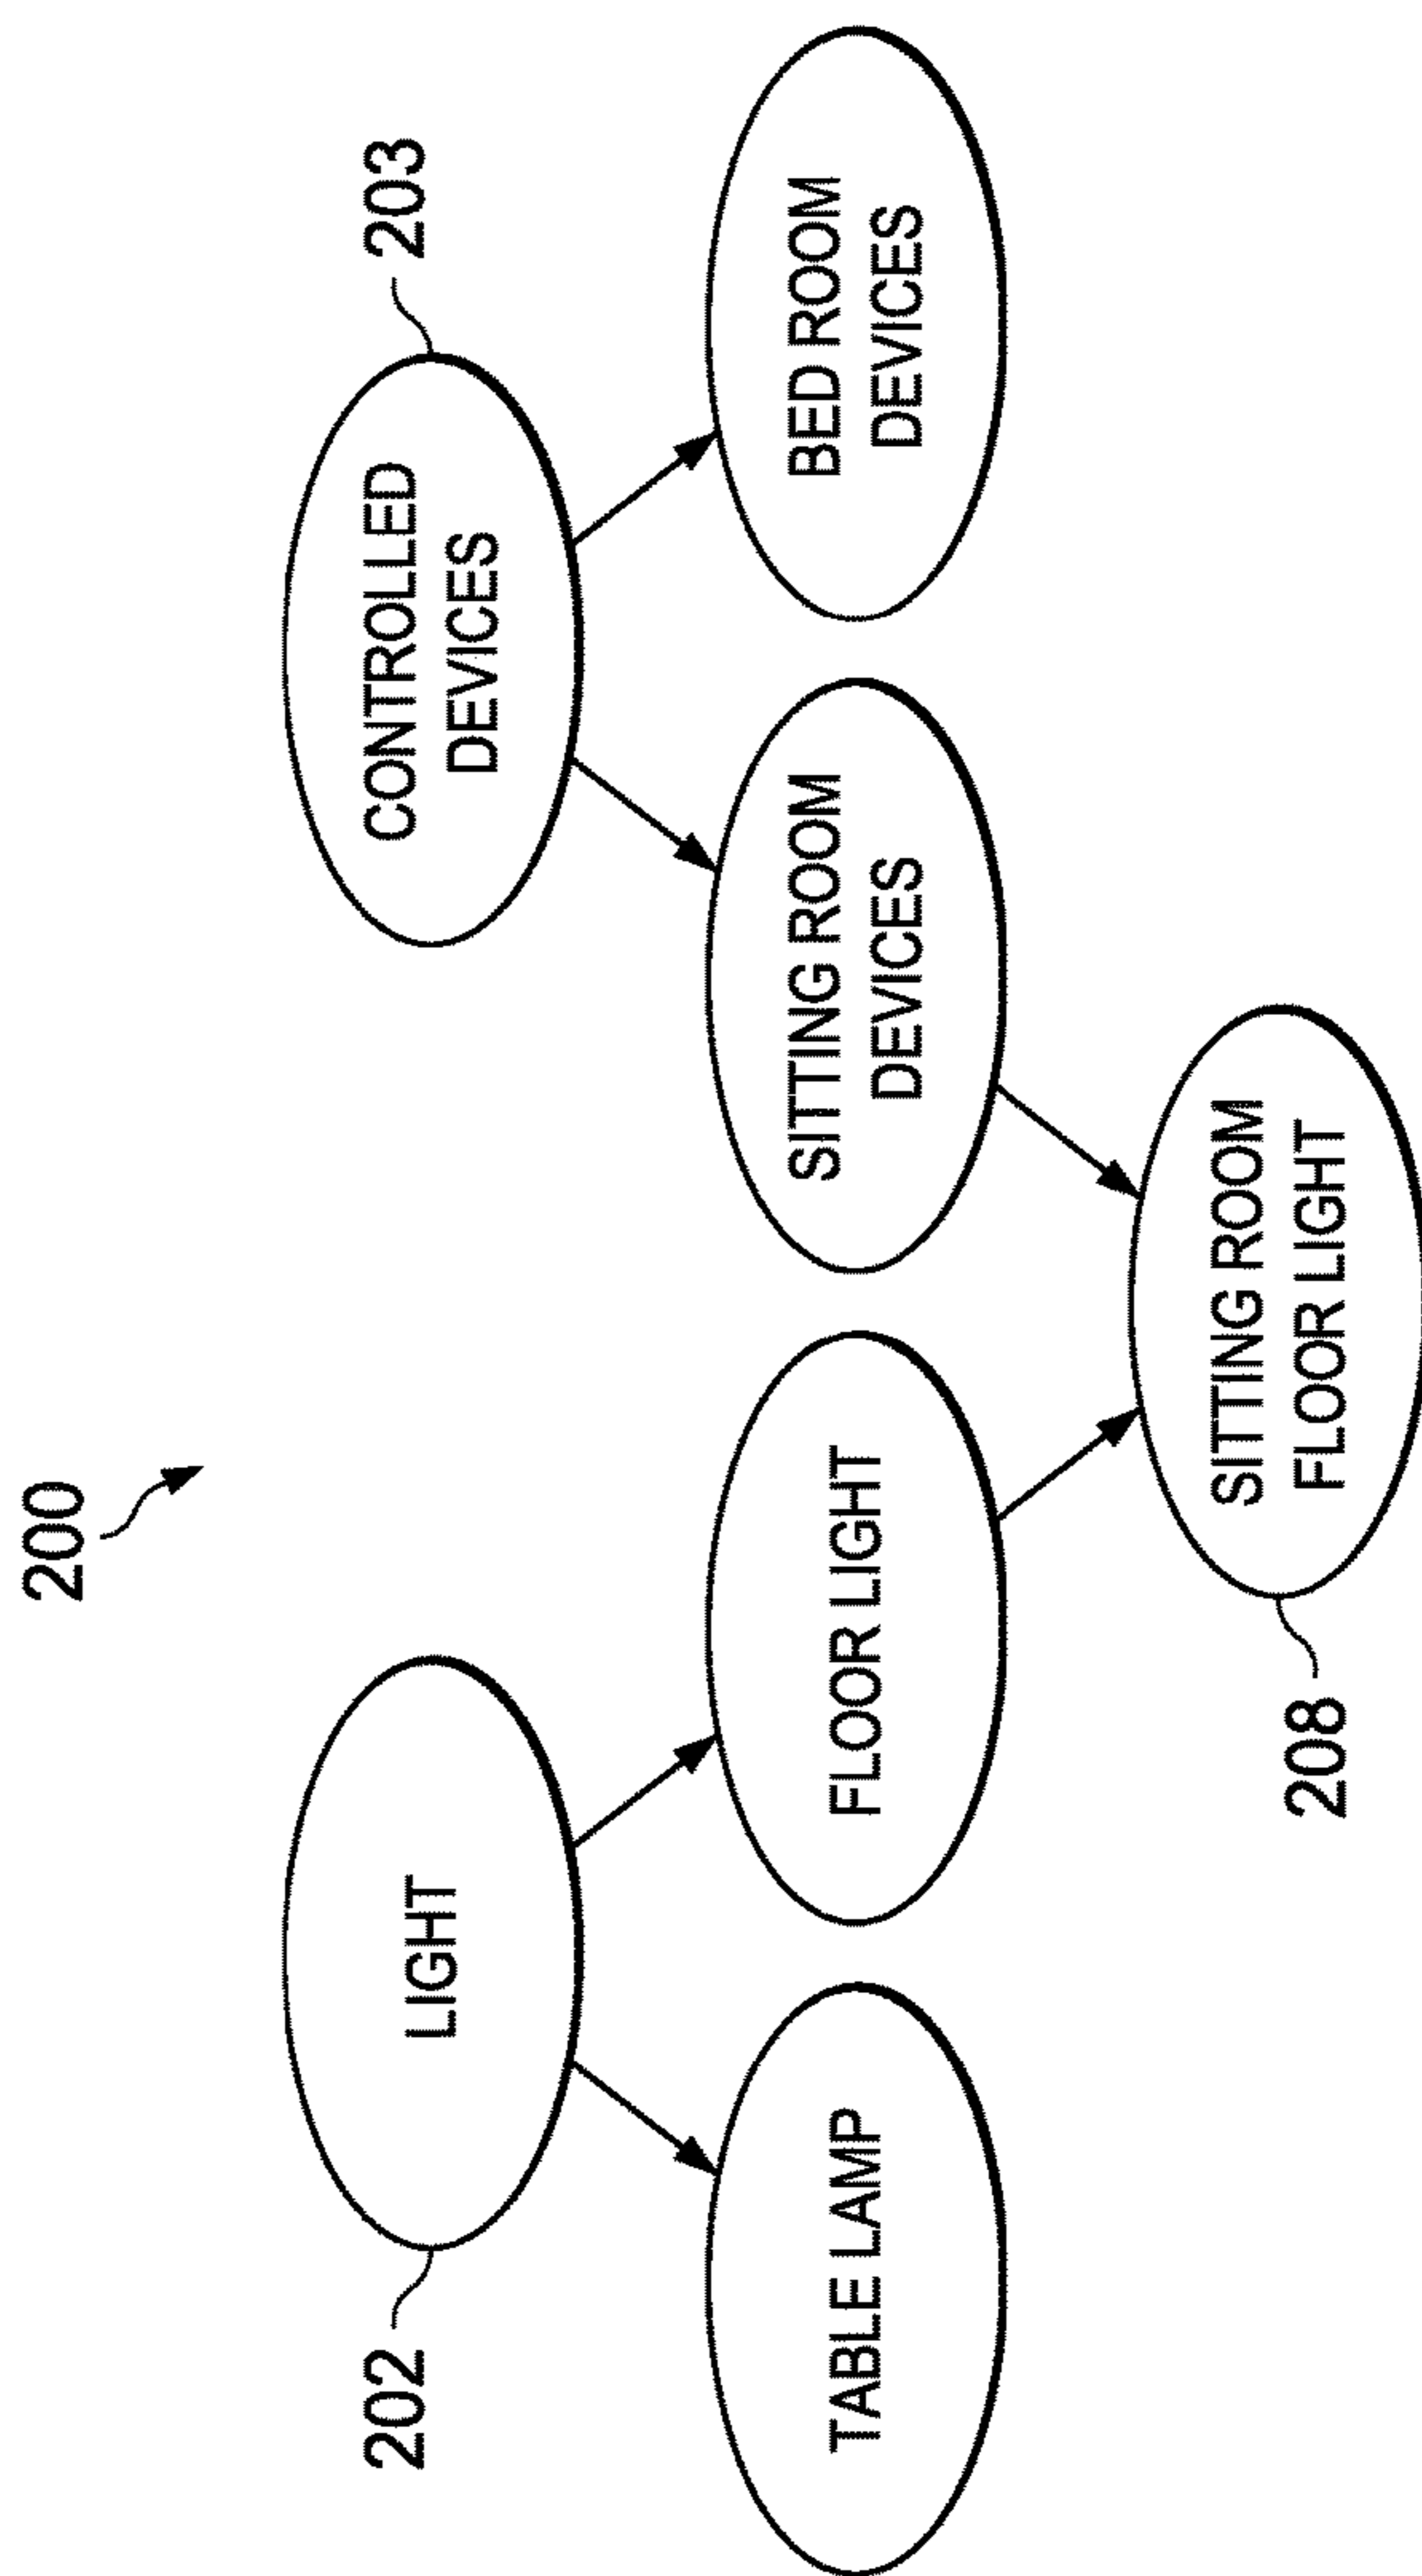 200
202
LIGHT
CONTROLLED
DEVICES
203
TABLE LAMP
FLOOR LIGHT
SITTING ROOM
DEVICES
BED ROOM
DEVICES
208
SITTING ROOM
FLOOR LIGHT